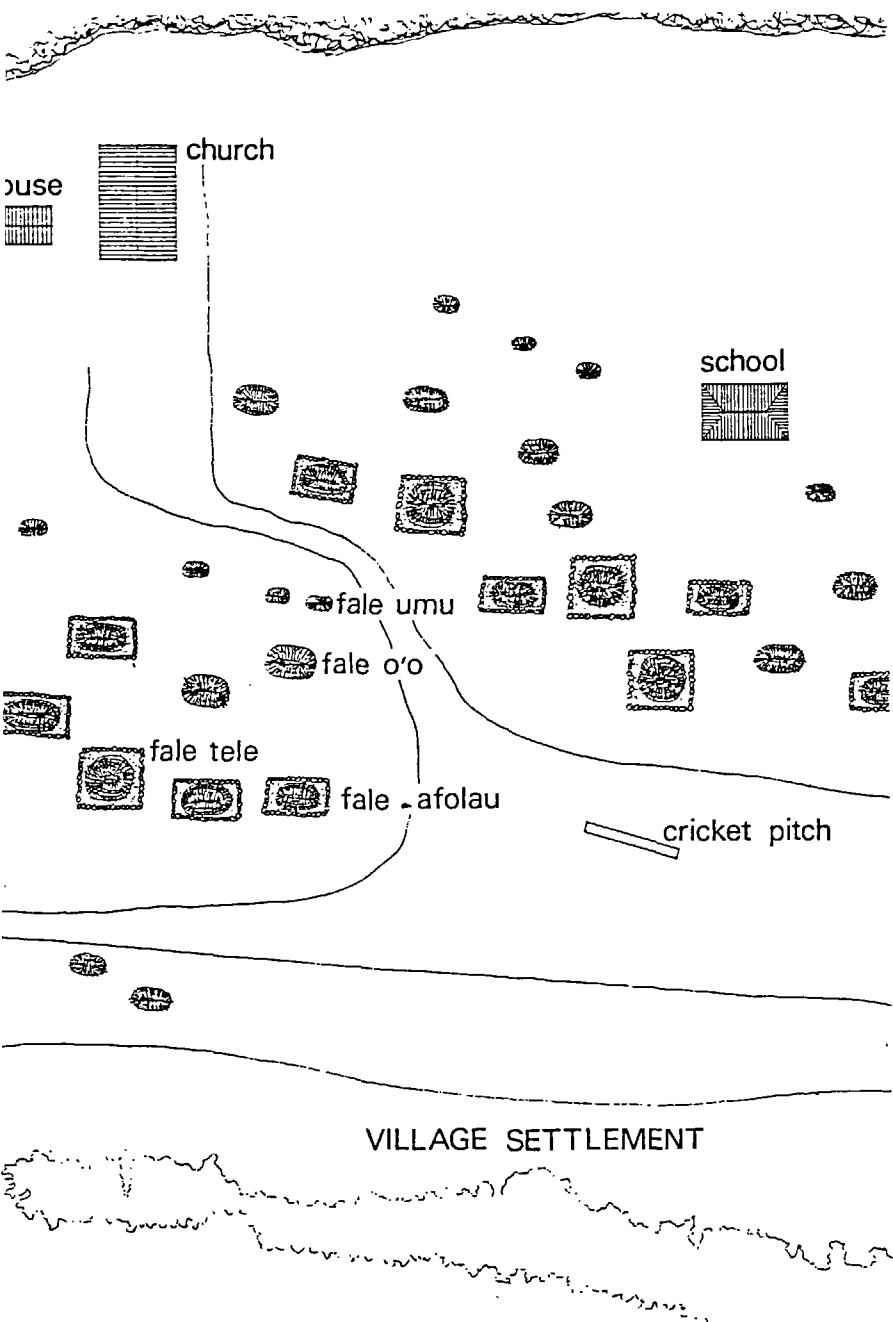 church
ouse
school
fale umu
fale o'o
fale tele
fale afolau
cricket pitch
VILLAGE SETTLEMENT